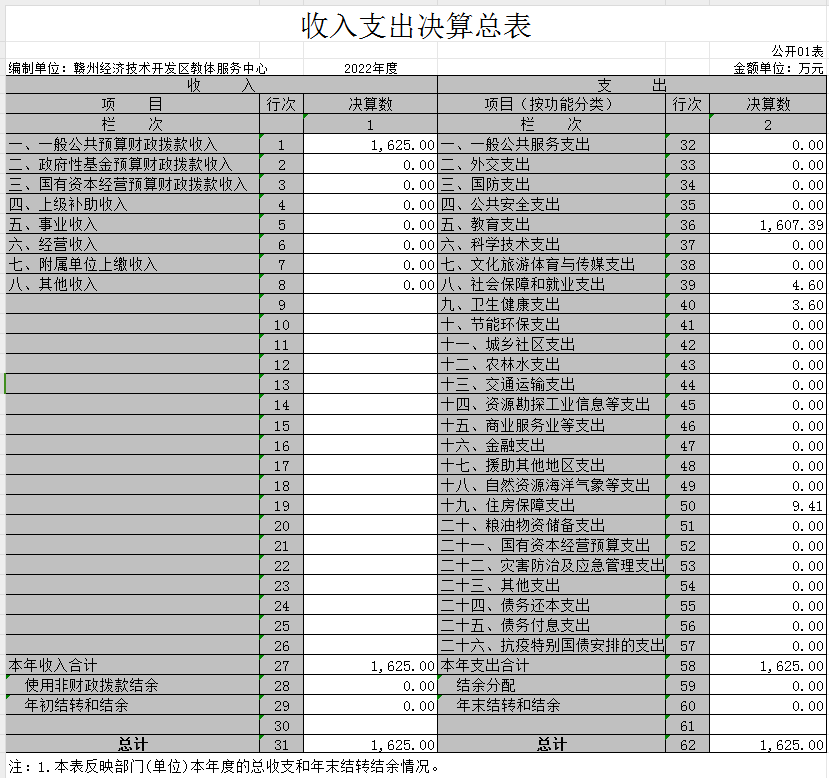 收入支出决算总表
公开01表
编制单位：赣州经济技术开发区教体服务中心 2022年度 金额单位：万元
收 入 支 出
项 目 行次 决算数 项目（按功能分类） 行次 决算数
栏 次 1 栏 次 2
一、一般公共预算财政拨款收入 1 1,625.00 一、一般公共服务支出 32 0.00
二、政府性基金预算财政拨款收入 2 0.00 二、外交支出 33 0.00
三、国有资本经营预算财政拨款收入 3 0.00 三、国防支出 34 0.00
四、上级补助收入 4 0.00 四、公共安全支出 35 0.00
五、事业收入 5 0.00 五、教育支出 36 1,607.39
六、经营收入 6 0.00 六、科学技术支出 37 0.00
七、附属单位上缴收入 7 0.00 七、文化旅游体育与传媒支出 38 0.00
八、其他收入 8 0.00 八、社会保障和就业支出 39 4.60
9 九、卫生健康支出 40 3.60
10 十、节能环保支出 41 0.00
11 十一、城乡社区支出 42 0.00
12 十二、农林水支出 43 0.00
13 十三、交通运输支出 44 0.00
14 十四、资源勘探工业信息等支出 45 0.00
15 十五、商业服务业等支出 46 0.00
16 十六、金融支出 47 0.00
17 十七、援助其他地区支出 48 0.00
18 十八、自然资源海洋气象等支出 49 0.00
19 十九、住房保障支出 50 9.41
20 二十、粮油物资储备支出 51 0.00
21 二十一、国有资本经营预算支出 52 0.00
22 二十二、灾害防治及应急管理支出 53 0.00
23 二十三、其他支出 54 0.00
24 二十四、债务还本支出 55 0.00
25 二十五、债务付息支出 56 0.00
26 二十六、抗疫特别国债安排的支出 57 0.00
本年收入合计 27 1,625.00 本年支出合计 58 1,625.00
使用非财政拨款结余 28 0.00 结余分配 59 0.00
年初结转和结余 29 0.00 年末结转和结余 60 0.00
30 61
总计 31 1,625.00 总计 62 1,625.00
注：1.本表反映部门(单位)本年度的总收支和年末结转结余情况。